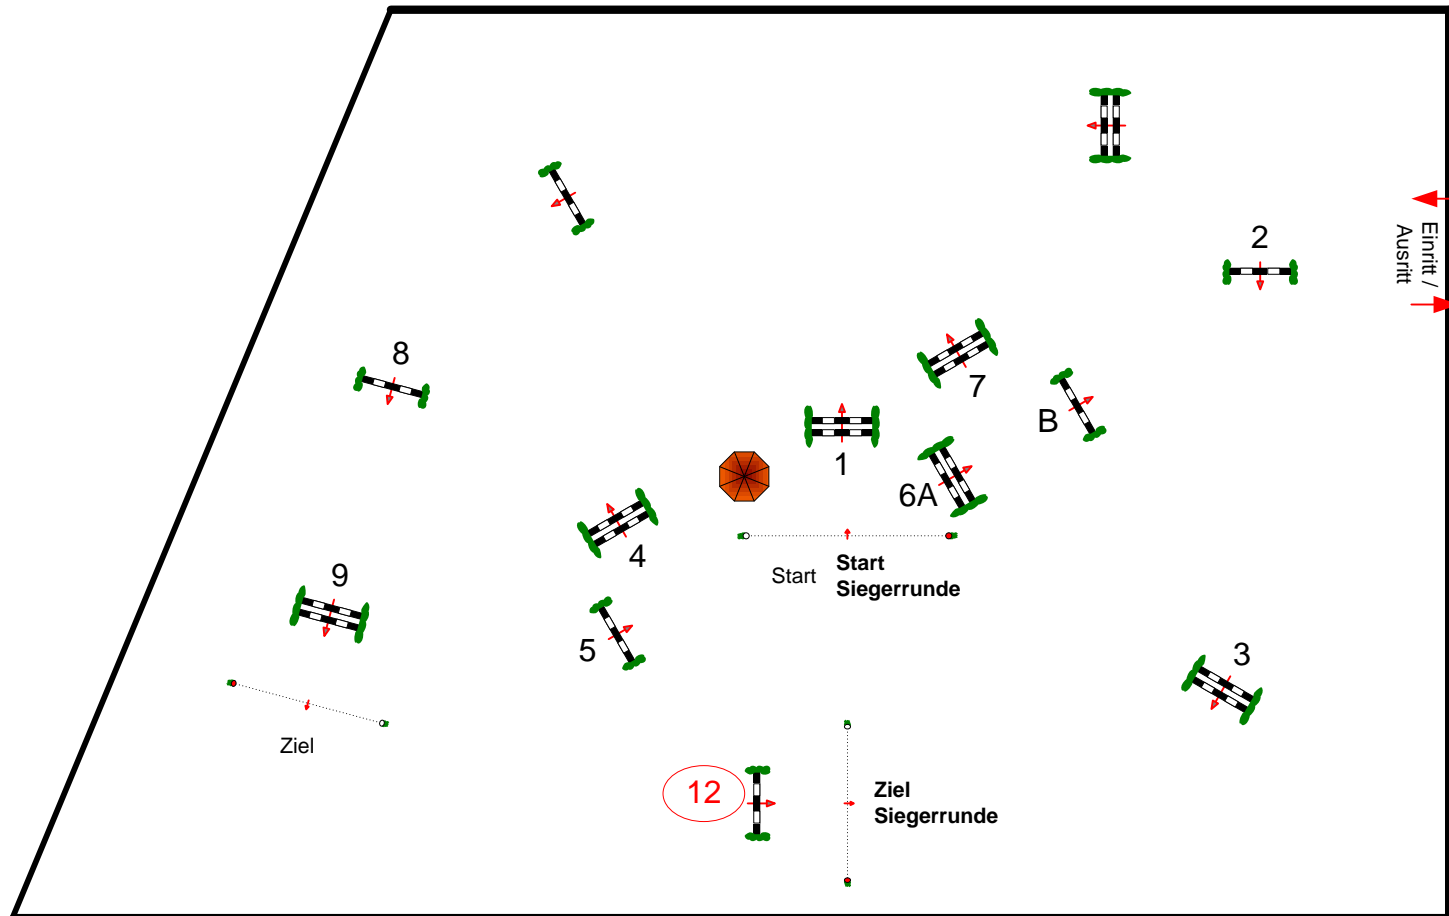 2
Einritt /
Ausritt
8
7
B
1
6A
4
Start
Start
Siegerrunde
9
5
3
Ziel
12
Ziel
Siegerrunde